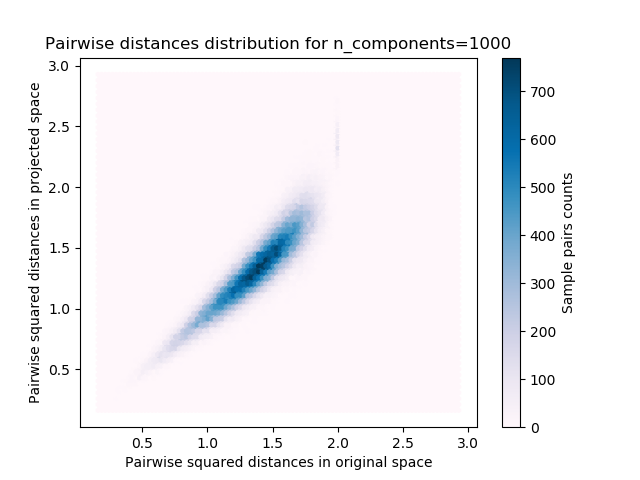 Pairwise distances distribution for n_components=1000
Pairwise squared distances in projected space
3.0
2.5
2.0
1.5
1.0
0.5
0.5 1.0 1.5 2.0 2.5 3.0
Pairwise squared distances in original space
700
600
500
400
300
200
100
0
Sample pairs counts